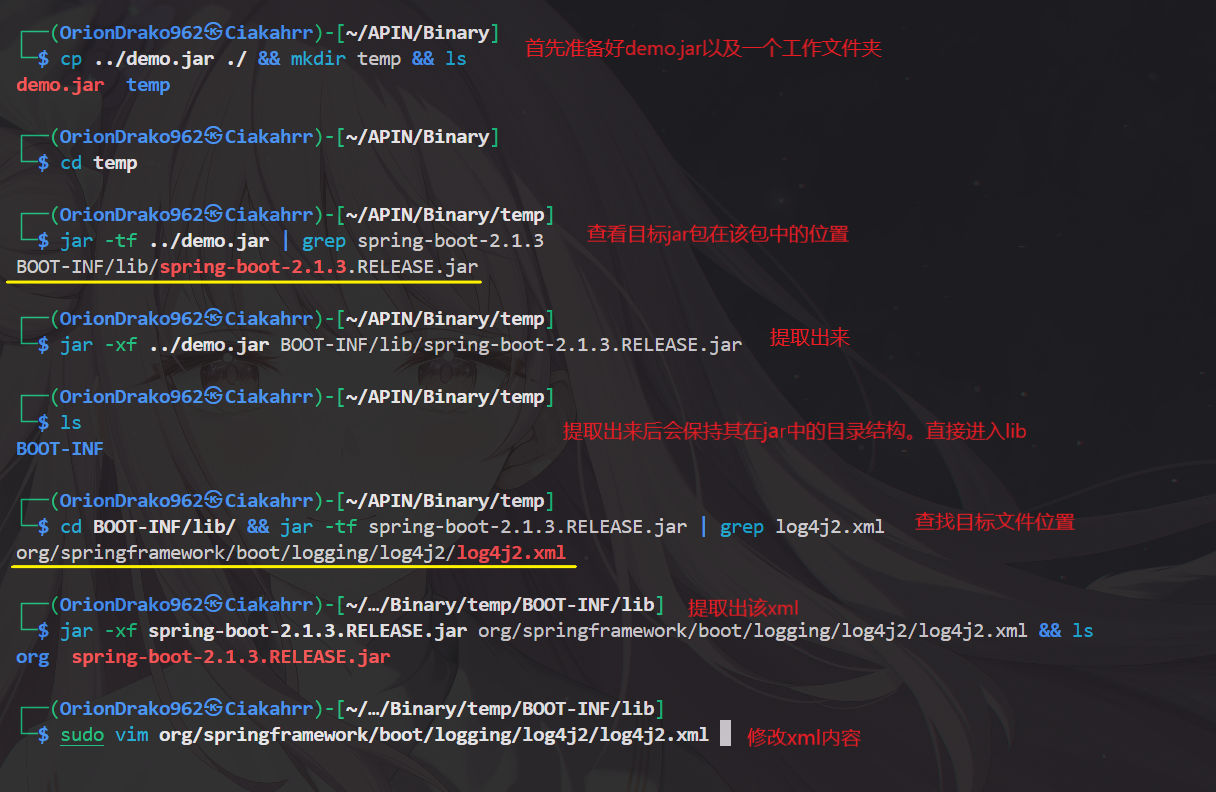 (OrionDrako962㉿Ciakahrr)-[~/APIN/Binary]
$ cp ../demo.jar ./ && mkdir temp && ls
首先准备好demo.jar以及一个工作文件夹
demo.jar temp
(OrionDrako962㉿Ciakahrr)-[~/APIN/Binary]
$ cd temp
(OrionDrako962㉿Ciakahrr)-[~/APIN/Binary/temp]
$ jar -tf ../demo.jar | grep spring-boot-2.1.3
查看目标jar包在该包中的位置
BOOT-INF/lib/spring-boot-2.1.3.RELEASE.jar
(OrionDrako962㉿Ciakahrr)-[~/APIN/Binary/temp]
$ jar -xf ../demo.jar BOOT-INF/lib/spring-boot-2.1.3.RELEASE.jar
提取出来
(OrionDrako962㉿Ciakahrr)-[~/APIN/Binary/temp]
$ ls
提取出来后会保持其在jar中的目录结构。直接进入lib
BOOT-INF
(OrionDrako962㉿Ciakahrr)-[~/APIN/Binary/temp]
$ cd BOOT-INF/lib/ && jar -tf spring-boot-2.1.3.RELEASE.jar | grep log4j2.xml
查找目标文件位置
org/springframework/boot/logging/log4j2/log4j2.xml
(OrionDrako962㉿Ciakahrr)-[~/…/Binary/temp/BOOT-INF/lib]
提取出该xml
$ jar -xf spring-boot-2.1.3.RELEASE.jar org/springframework/boot/logging/log4j2/log4j2.xml && ls
org spring-boot-2.1.3.RELEASE.jar
(OrionDrako962㉿Ciakahrr)-[~/…/Binary/temp/BOOT-INF/lib]
$ sudo vim org/springframework/boot/logging/log4j2/log4j2.xml
修改xml内容